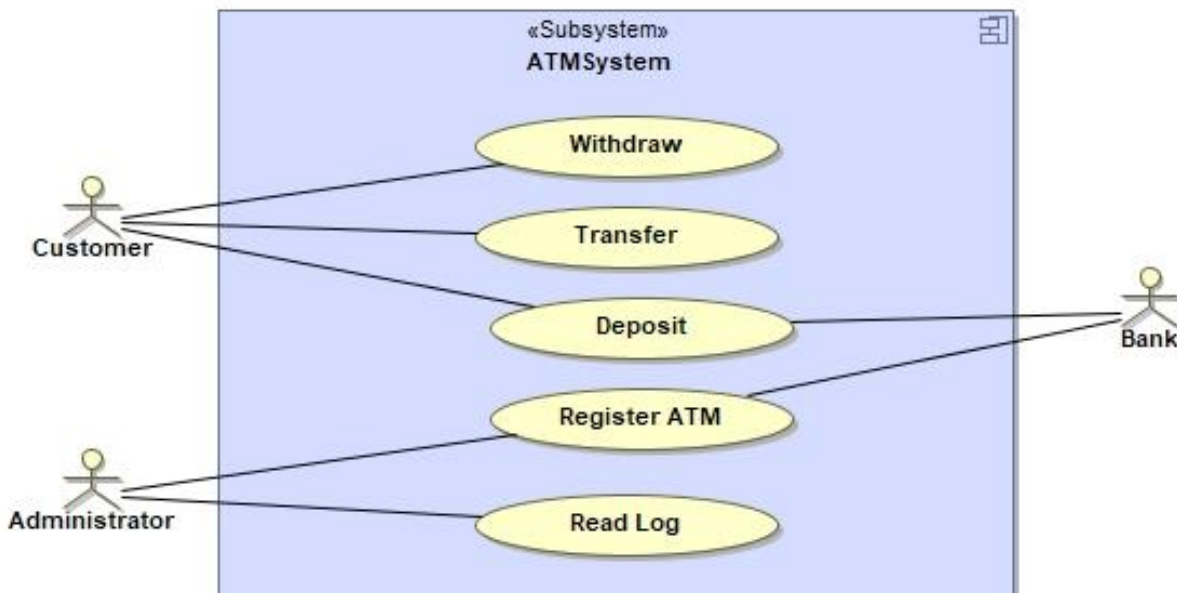 «Subsystem»
ATMSystem
Withdraw
Customer
Transfer
Deposit
Bank
Register ATM
Administrator
Read Log